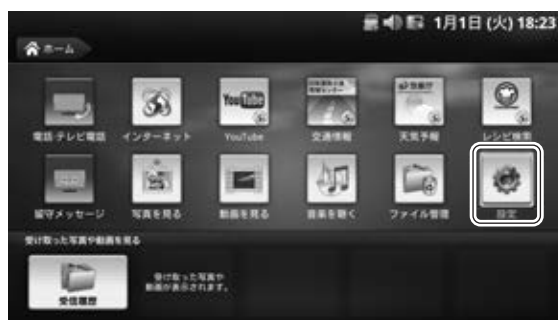 1月1日 (火) 18:23
ホーム
電話・テレビ電話 インターネット YouTube 交通情報 天気予報 レシピ検索
留守メッセージ 写真を見る 動画を見る 音楽を聴く ファイル管理 設定
受け取った写真や動画を見る
受信履歴
受け取った写真や
動画が表示されます。